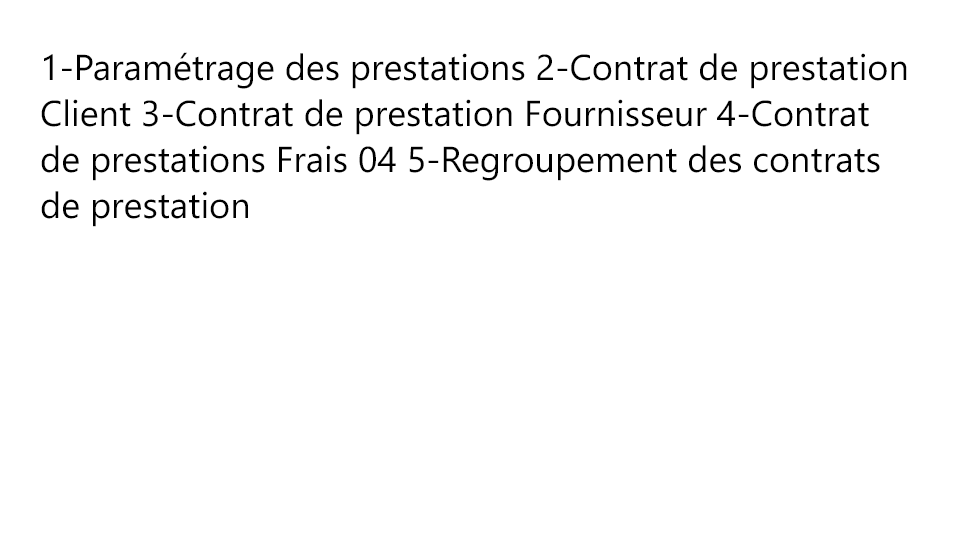 1-Paramétrage des prestations 2-Contrat de prestation
Client 3-Contrat de prestation Fournisseur 4-Contrat
de prestations Frais 04 5-Regroupement des contrats
de prestation